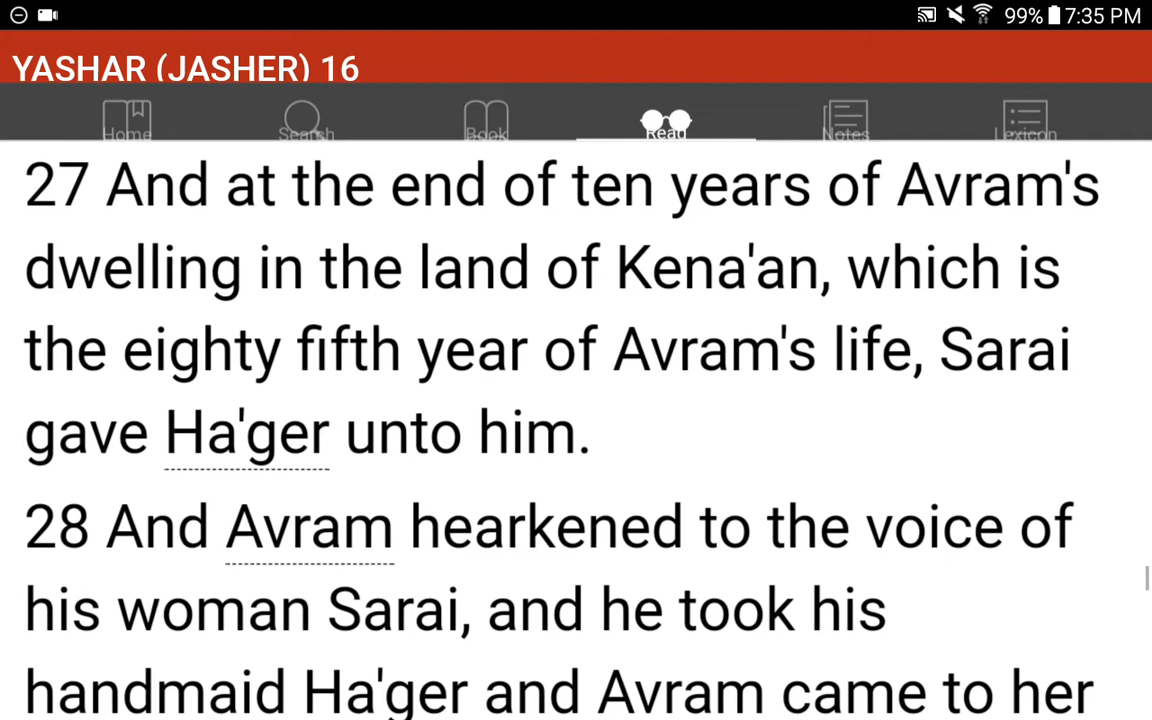 99% 7:35 PM
YASHAR (JASHER) 16
Home Search Book Read Notes Lexicon
27 And at the end of ten years of Avram's
dwelling in the land of Kena'an, which is
the eighty fifth year of Avram's life, Sarai
gave Ha'ger unto him.
28 And Avram hearkened to the voice of
his woman Sarai, and he took his
handmaid Ha'ger and Avram came to her